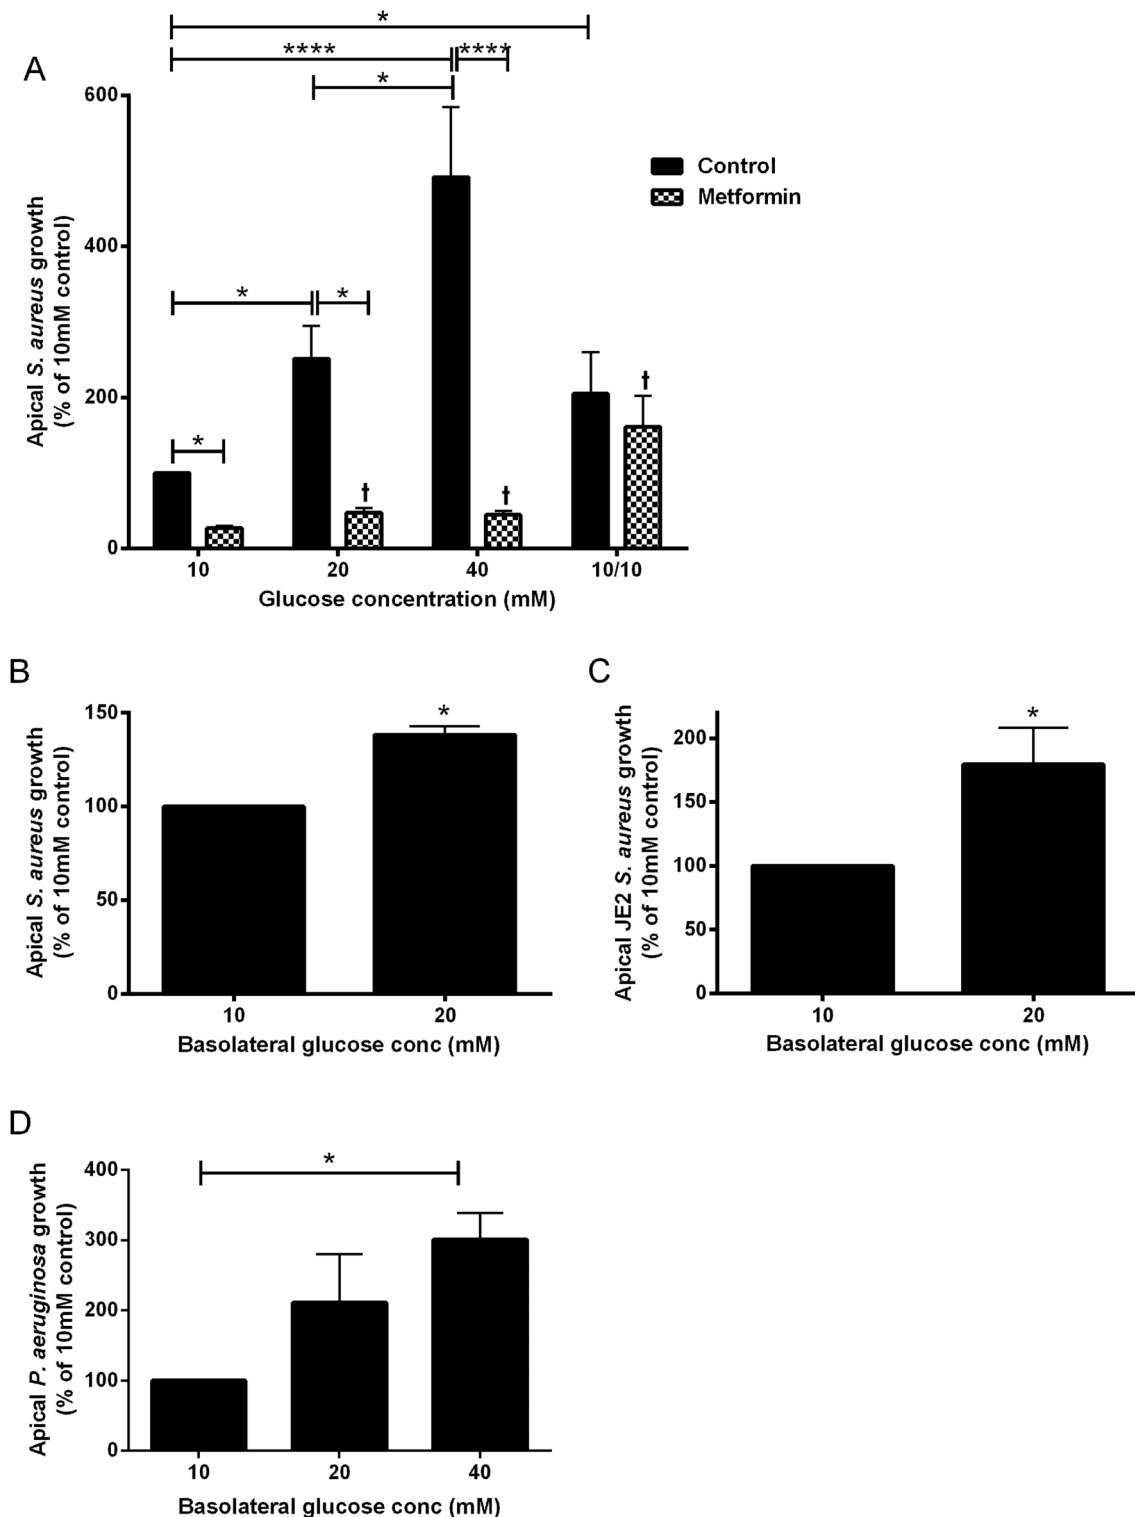 *
**** ****
A
*
600
Control
Metformin
400
Apical S. aureus growth
(% of 10mM control)
* *
200
†
*
† †
0
10 20 40 10/10
Glucose concentration (mM)
B
150
*
100
Apical S. aureus growth
(% of 10mM control)
50
0
10 20
Basolateral glucose conc (mM)
C
*
200
150
Apical JE2 S. aureus growth
(% of 10mM control)
100
50
0
10 20
Basolateral glucose conc (mM)
D
*
400
300
Apical P. aeruginosa growth
(% of 10mM control)
200
100
0
10 20 40
Basolateral glucose conc (mM)